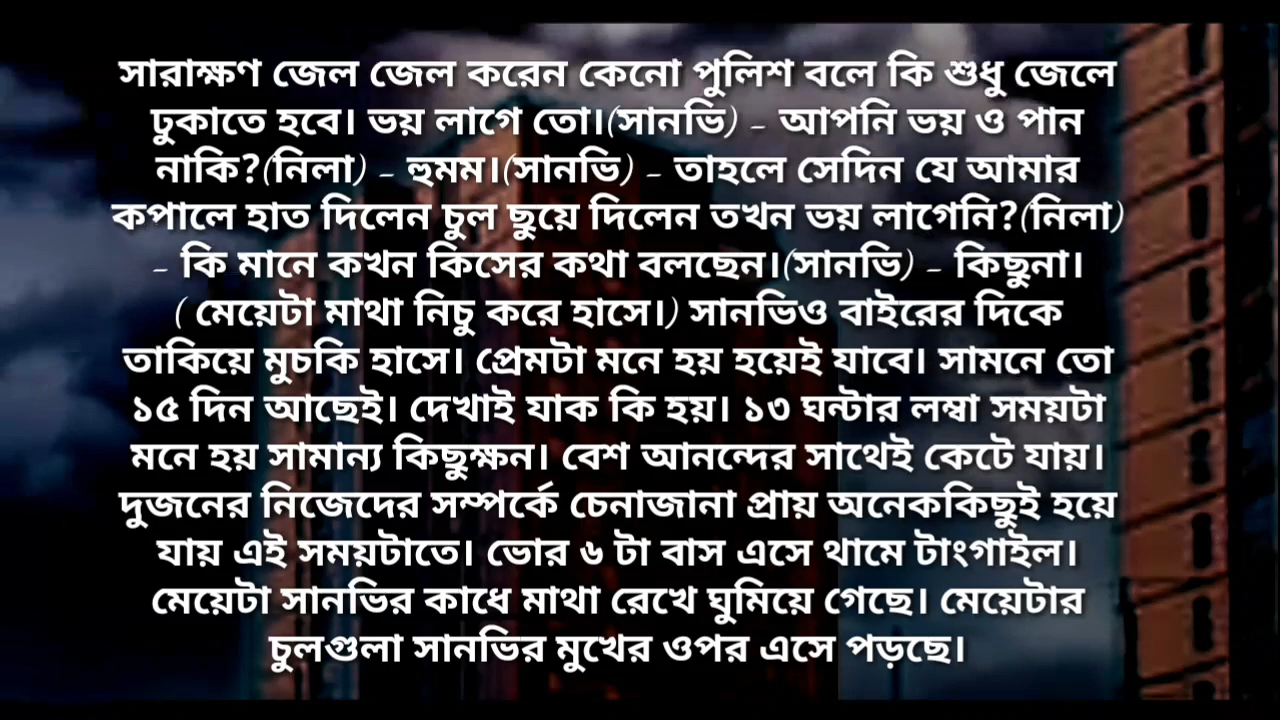 সারাক্ষণ জেল জেল করেন কেনো পুলিশ বলে কি শুধু জেলে
ঢুকাতে হবে। ভয় লাগে তো।(সানভি) - আপনি ভয় ও পান
নাকি?(নিলা) - হুমম।(সানভি) - তাহলে সেদিন যে আমার
কপালে হাত দিলেন চুল ছুয়ে দিলেন তখন ভয় লাগেনি?(নিলা)
- কি মানে কখন কিসের কথা বলছেন।(সানভি) - কিছুনা।
( মেয়েটা মাথা নিচু করে হাসে।) সানভিও বাইরের দিকে
তাকিয়ে মুচকি হাসে। প্রেমটা মনে হয় হয়েই যাবে। সামনে তো
১৫ দিন আছেই। দেখাই যাক কি হয়। ১৩ ঘন্টার লম্বা সময়টা
মনে হয় সামান্য কিছুক্ষন। বেশ আনন্দের সাথেই কেটে যায়।
দুজনের নিজেদের সম্পর্কে চেনাজানা প্রায় অনেককিছুই হয়ে
যায় এই সময়টাতে। ভোর ৬ টা বাস এসে থামে টাংগাইল।
মেয়েটা সানভির কাধে মাথা রেখে ঘুমিয়ে গেছে। মেয়েটার
চুলগুলা সানভির মুখের ওপর এসে পড়ছে।